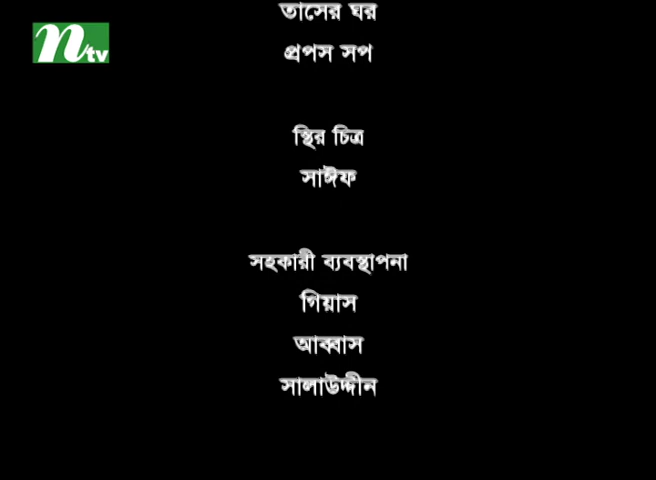 ntv
তাসের ঘর
প্রপস সপ
স্থির চিত্র
সাঈফ
সহকারী ব্যবস্থাপনা
গিয়াস
আব্বাস
সালাউদ্দীন